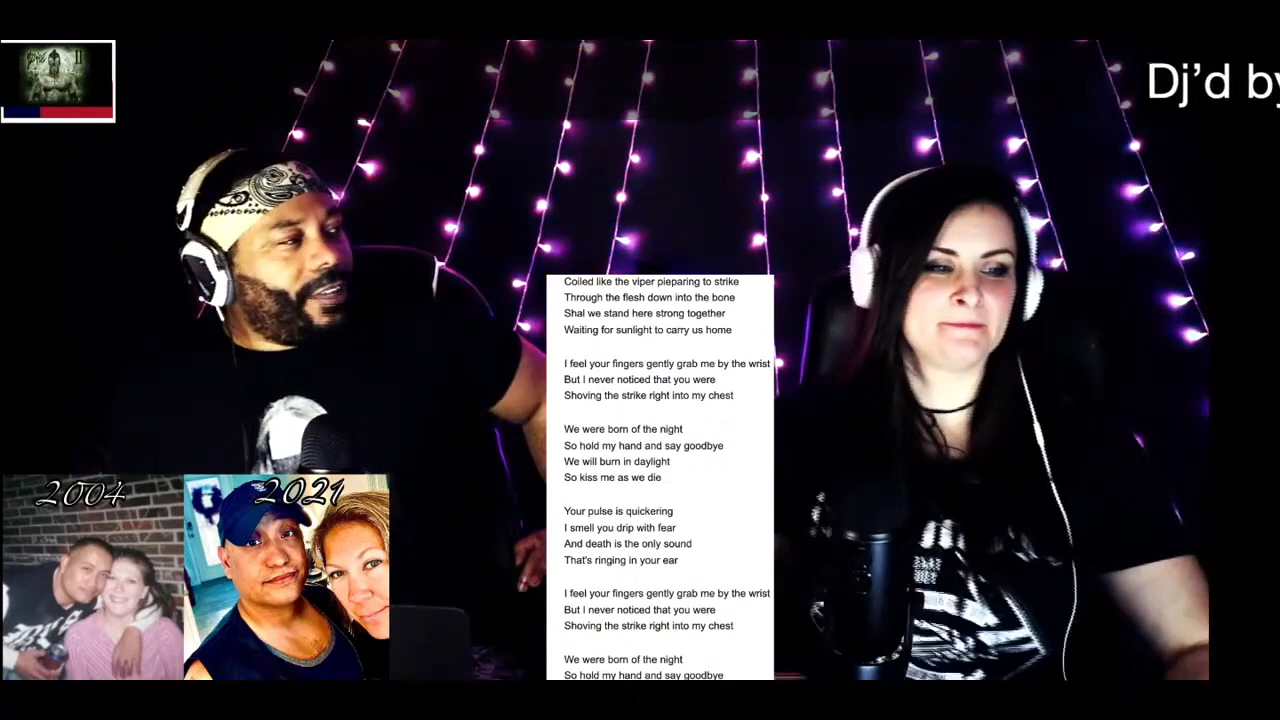 Dj’d by
Coiled like the viper pieparing to strike
Through the flesh down into the bone
Shal we stand here strong together
Waiting for sunlight to carry us home
I feel your fingers gently grab me by the wrist
But I never noticed that you were
Shoving the strike right into my chest
We were born of the night
So hold my hand and say goodbye
We will burn in daylight
So kiss me as we die
Your pulse is quickering
I smell you drip with fear
And death is the only sound
That's ringing in your ear
I feel your fingers gently grab me by the wrist
But I never noticed that you were
Shoving the strike right into my chest
We were born of the night
So hold my hand and say goodbye
2004
2021